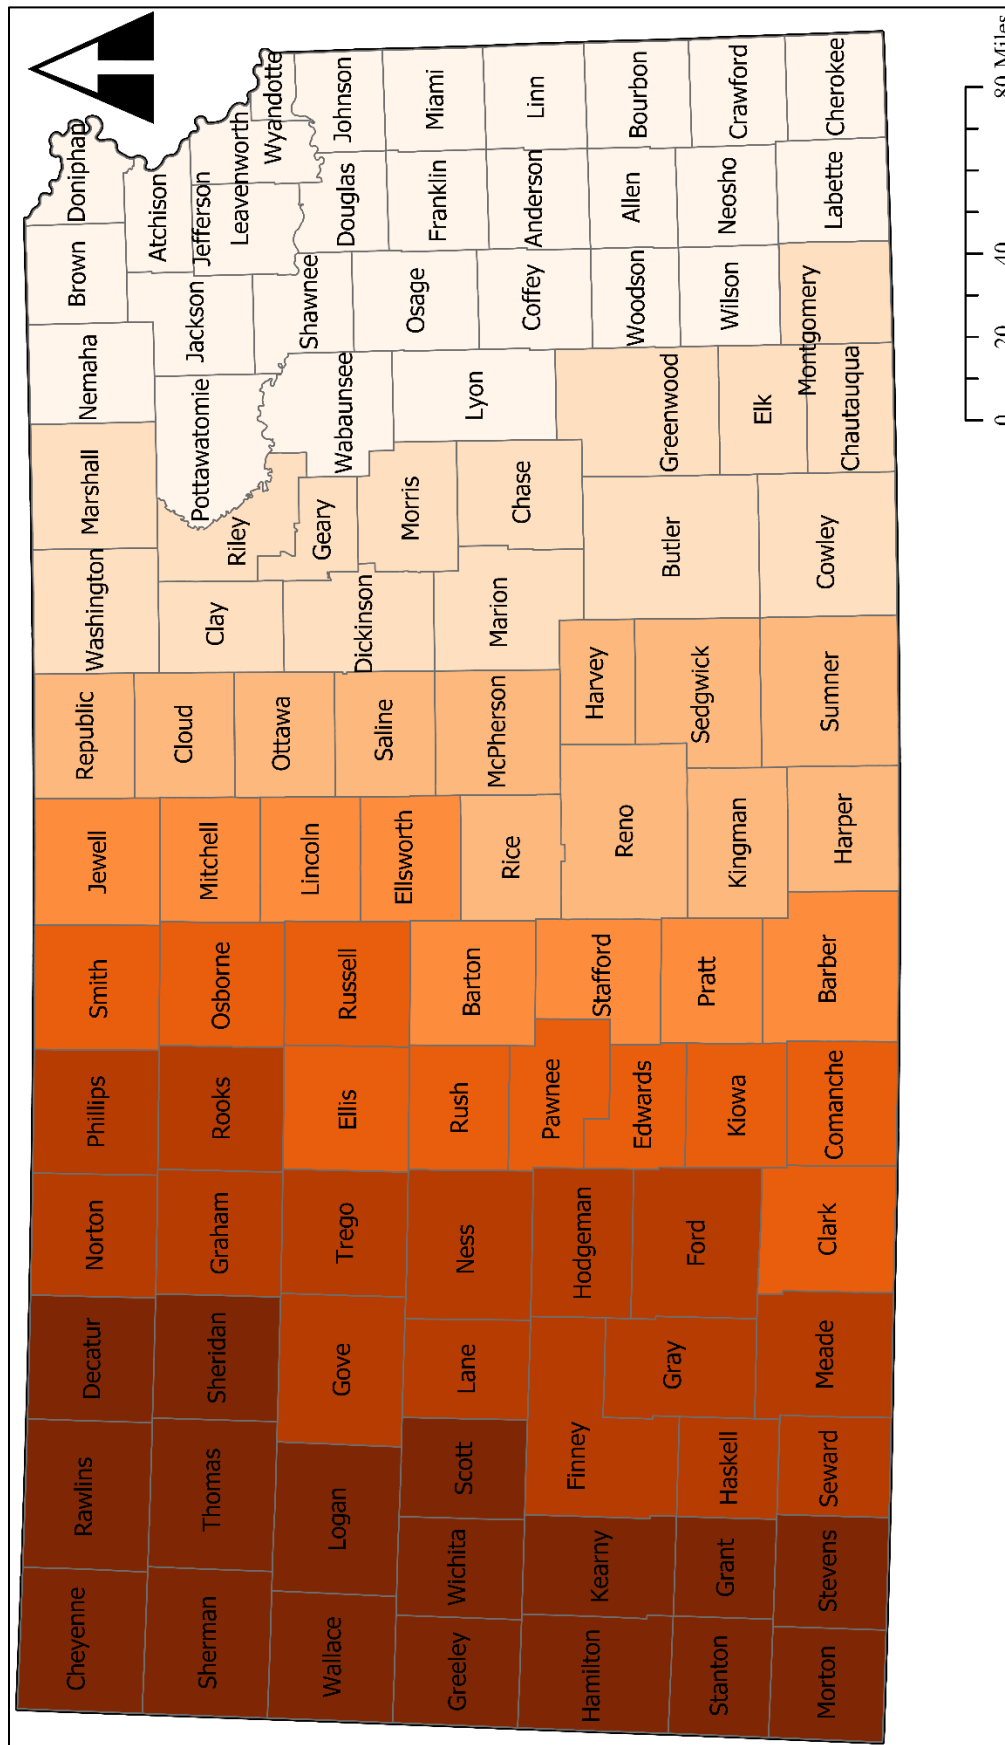 Cheyenne
Rawlins
Decatur
Norton
Phillips
Smith
Jewell
Republic
Washington
Marshall
Nemaha
Brown
Doniphan
Sherman
Thomas
Sheridan
Graham
Rooks
Osborne
Mitchell
Cloud
Clay
Riley
Pottawatomie
Jackson
Atchison
Jefferson
Leavenworth
Wyandotte
Wallace
Logan
Gove
Trego
Ellis
Russell
Lincoln
Ottawa
Dickinson
Geary
Wabaunsee
Shawnee
Douglas
Johnson
Greeley
Wichita
Scott
Lane
Ness
Rush
Barton
Ellsworth
Saline
Morris
Osage
Franklin
Miami
Hamilton
Kearny
Finney
Hodgeman
Pawnee
Stafford
Rice
McPherson
Marion
Chase
Lyon
Coffey
Anderson
Linn
Gray
Ford
Edwards
Reno
Harvey
Butler
Greenwood
Woodson
Allen
Bourbon
Stanton
Grant
Haskell
Kiowa
Pratt
Kingman
Sedgwick
Elk
Wilson
Neosho
Crawford
Morton
Stevens
Seward
Meade
Clark
Comanche
Barber
Harper
Sumner
Cowley
Chautauqua
Montgomery
Labette
Cherokee
0 20 40 80 Miles